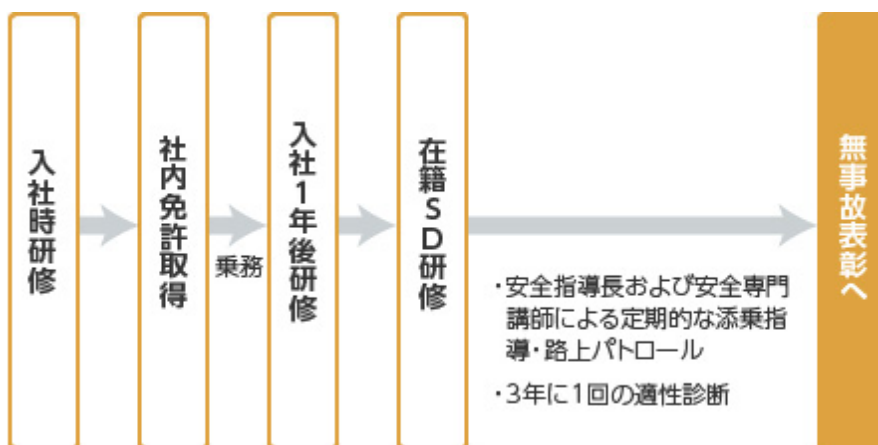 入社時研修
社内免許取得
乗務
入社1年後研修
在籍SD研修
・安全指導長および安全専門
講師による定期的な添乗指
導・路上パトロール
・3年に1回の適性診断
無事故表彰へ